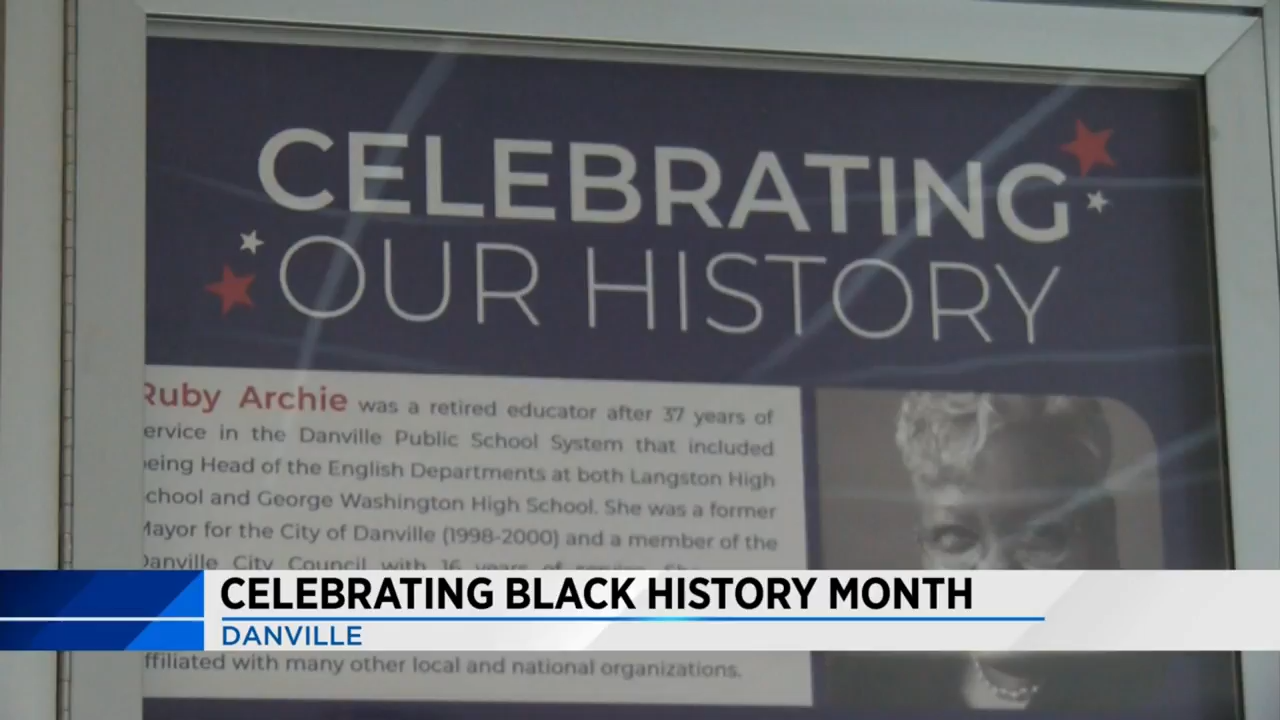 CELEBRATING
OUR HISTORY
Ruby Archie was a retired educator after 37 years of
ervice in the Danville Public School System that included
eing Head of the English Departments at both Langston High
chool and George Washington High School. She was a former
Mayor for the City of Danville (1998-2000) and a member of the
Danville City Council with 16 years of service. She
CELEBRATING BLACK HISTORY MONTH
DANVILLE
ffiliated with many other local and national organizations.